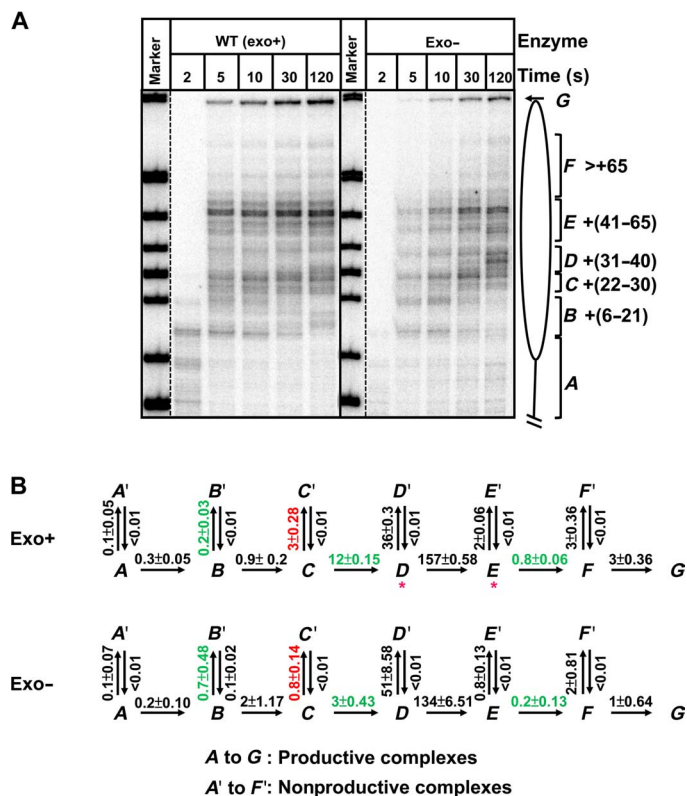 A
Marker WT (exo+) Marker Exo– Enzyme
2 5 10 30 120 2 5 10 30 120 Time (s)
G
F >+65
E +(41–65)
D +(31–40)
C +(22–30)
B +(6–21)
A
B
A' B' C' D' E' F'
Exo+
0.1±0.05 <0.01 0.2±0.03 <0.01 3±0.28 <0.01 36±0.3 <0.01 2±0.06 <0.01 3±0.36 <0.01
A 0.3±0.05 B 0.9± 0.2 C 12±0.15 D 157±0.58 E 0.8±0.06 F 3±0.36 G
* *
A' B' C' D' E' F'
Exo–
0.1±0.07 <0.01 0.7±0.48 0.1±0.02 0.8±0.14 <0.01 51±8.58 <0.01 0.8±0.13 <0.01 2±0.81 <0.01
A 0.2±0.10 B 2±1.17 C 3±0.43 D 134±6.51 E 0.2±0.13 F 1±0.64 G
A to G : Productive complexes
A' to F': Nonproductive complexes